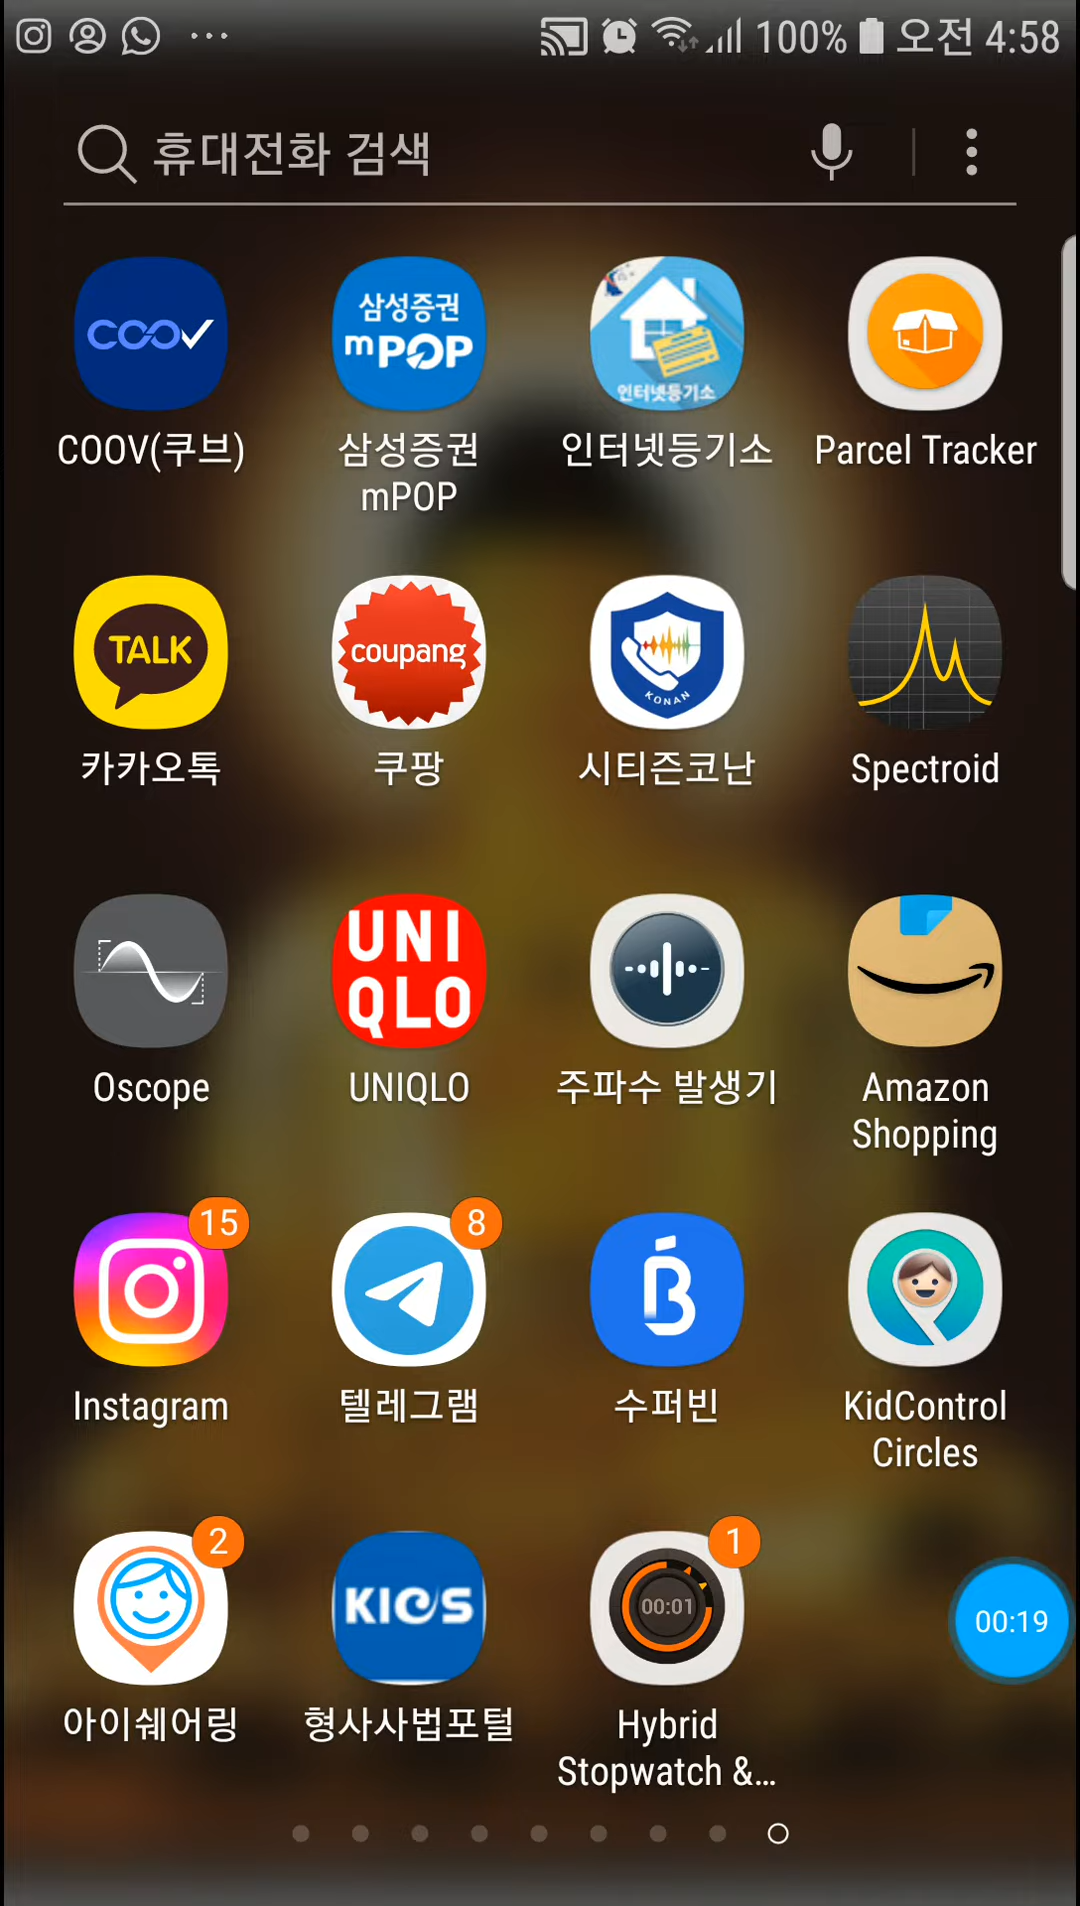 100% 오전 4:58
휴대전화 검색
COOV
삼성증권
mPOP
인터넷등기소
COOV(쿠브)
삼성증권
mPOP
인터넷등기소
Parcel Tracker
TALK
coupang
KONAN
카카오톡
쿠팡
시티즌코난
Spectroid
UNI
QLO
Oscope
UNIQLO
주파수 발생기
Amazon
Shopping
15
8
Instagram
텔레그램
수퍼빈
KidControl
Circles
2
1
KICS
00:01
00:19
아이쉐어링
형사사법포털
Hybrid
Stopwatch &...